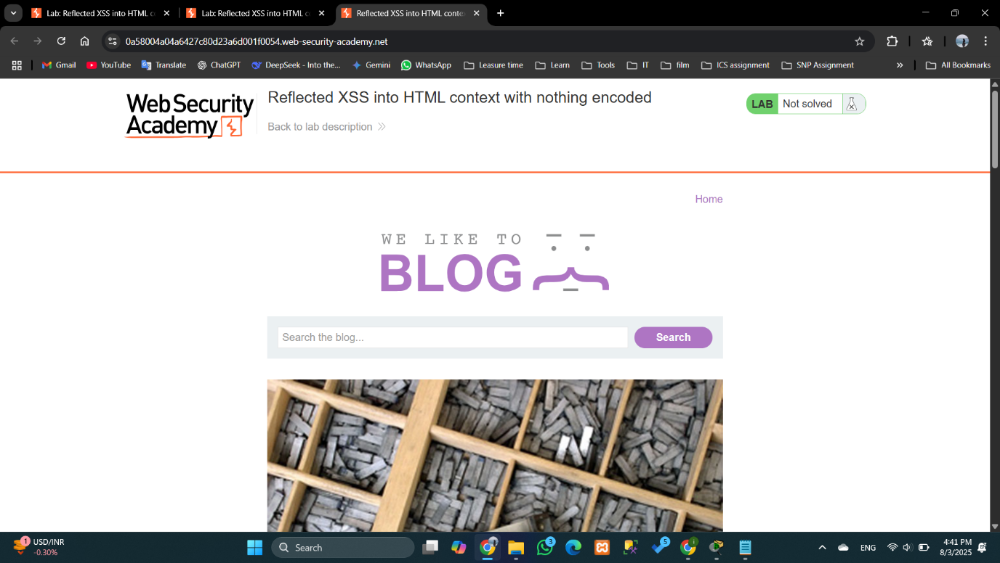 Lab: Reflected XSS into HTML c
Lab: Reflected XSS into HTML c
Reflected XSS into HTML conte
0a58004a04a6427c80d23a6d001f0054.web-security-academy.net
Gmail
YouTube
Translate
ChatGPT
DeepSeek - Into the...
Gemini
WhatsApp
Leasure time
Learn
Tools
IT
film
ICS assignment
SNP Assignment
All Bookmarks
Web Security
Academy
Reflected XSS into HTML context with nothing encoded
Back to lab description
LAB Not solved
Home
WE LIKE TO
BLOG
Search the blog...
Search
1
USD/INR
-0.30%
Search
3
5
ENG
4:41 PM
8/3/2025